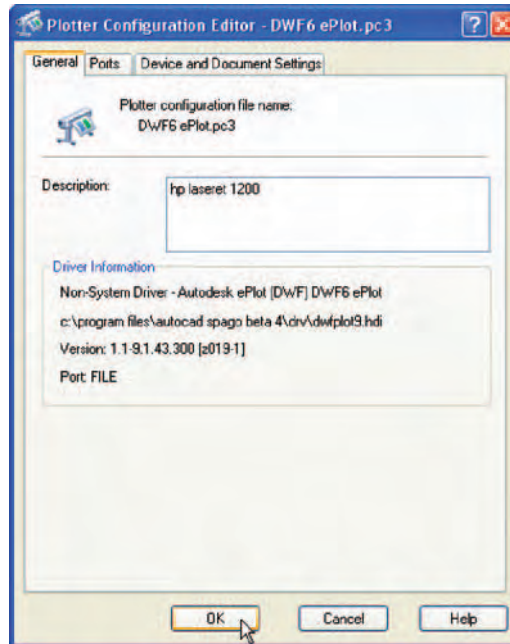 Plotter Configuration Editor - DWF6 ePlot.pc3
General Ports Device and Document Settings
Plotter configuration file name:
DWF6 ePlot.pc3
Description:
hp laseret 1200
Driver Information
Non-System Driver - Autodesk ePlot (DWF) DWF6 ePlot
c:\program files\autocad spago beta 4\drv\dwfplot9.hdi
Version: 1.1-9.1.43.300 [z019-1]
Port: FILE
OK Cancel Help